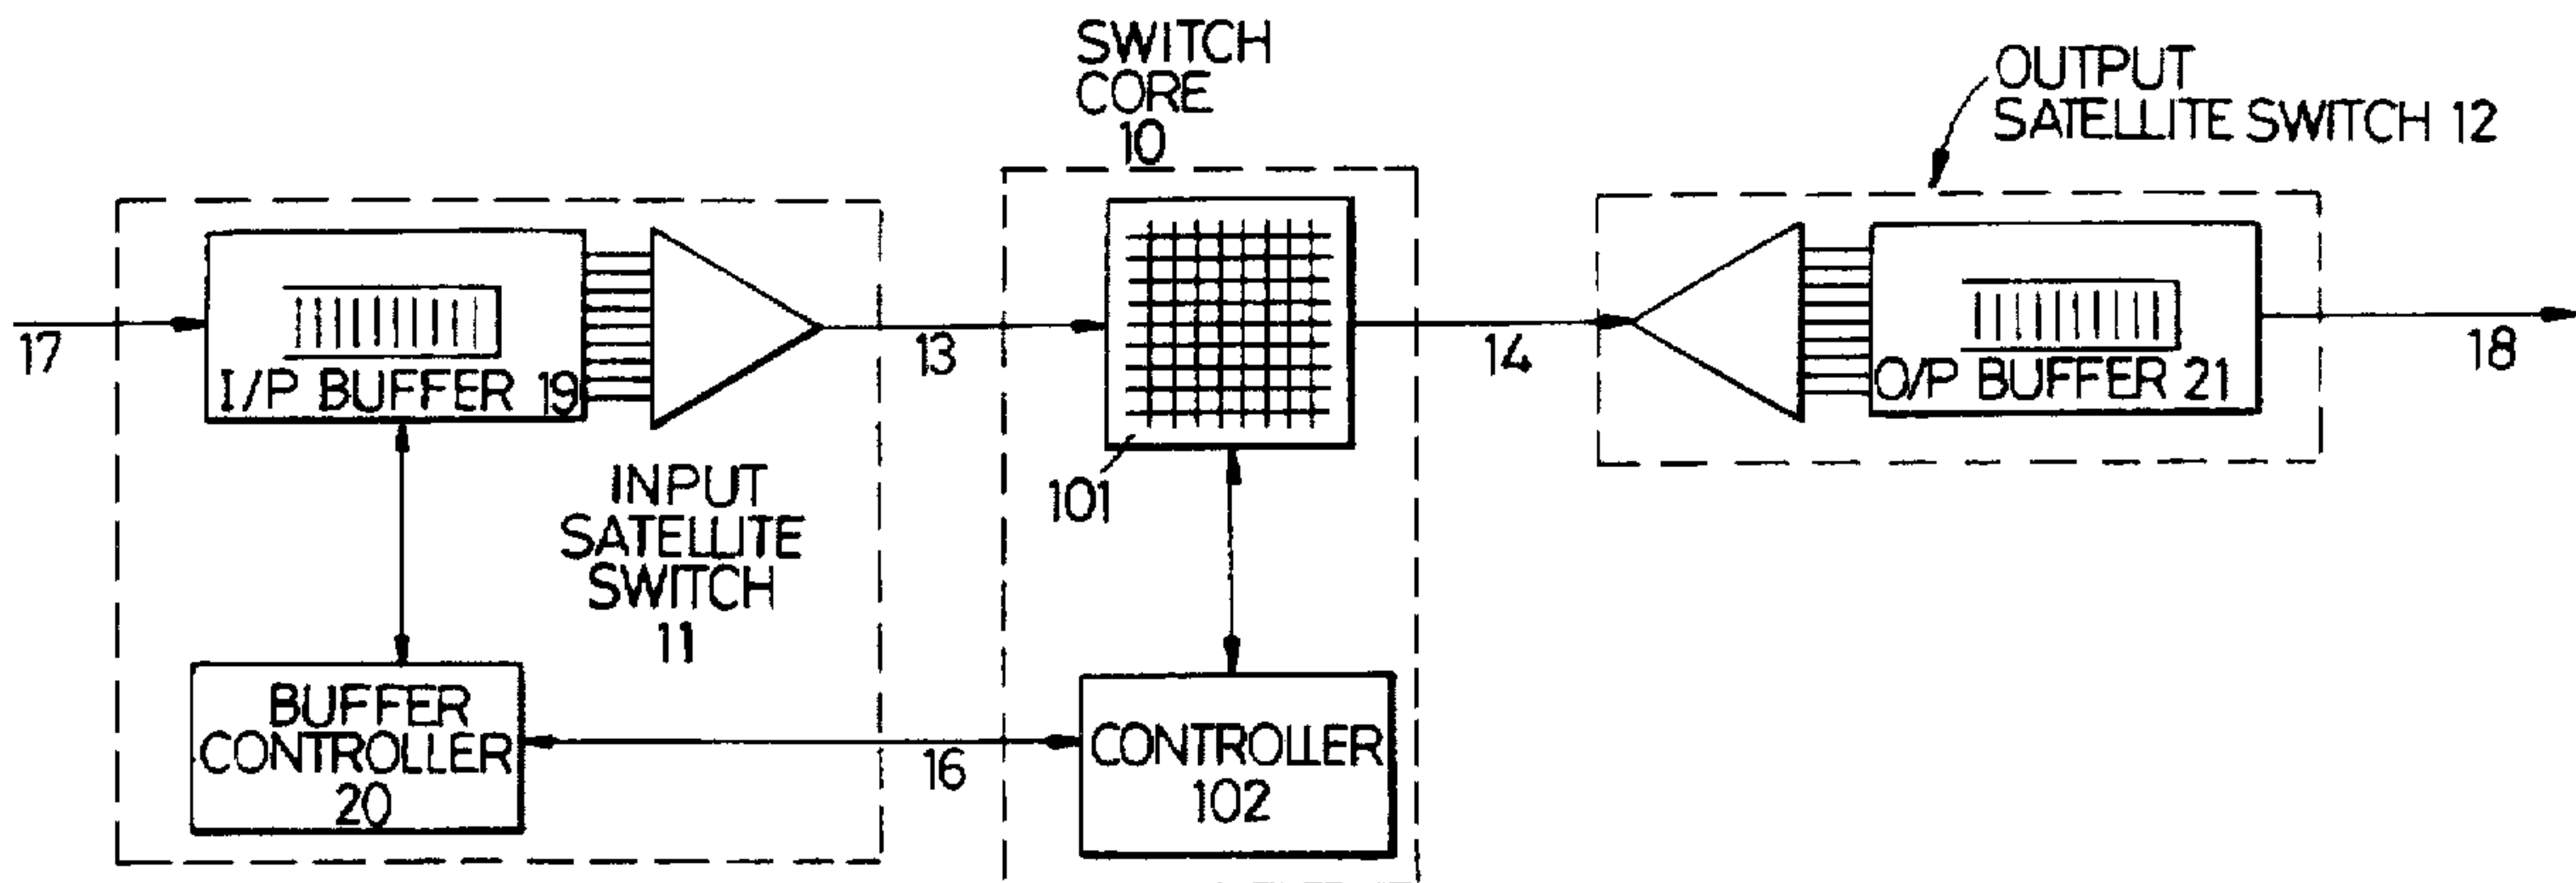 SWITCH
CORE
10
OUTPUT
SATELLITE SWITCH 12
17
I/P BUFFER 19
13
14
O/P BUFFER 21
18
101
INPUT
SATELLITE
SWITCH
11
BUFFER
CONTROLLER
20
16
CONTROLLER
102